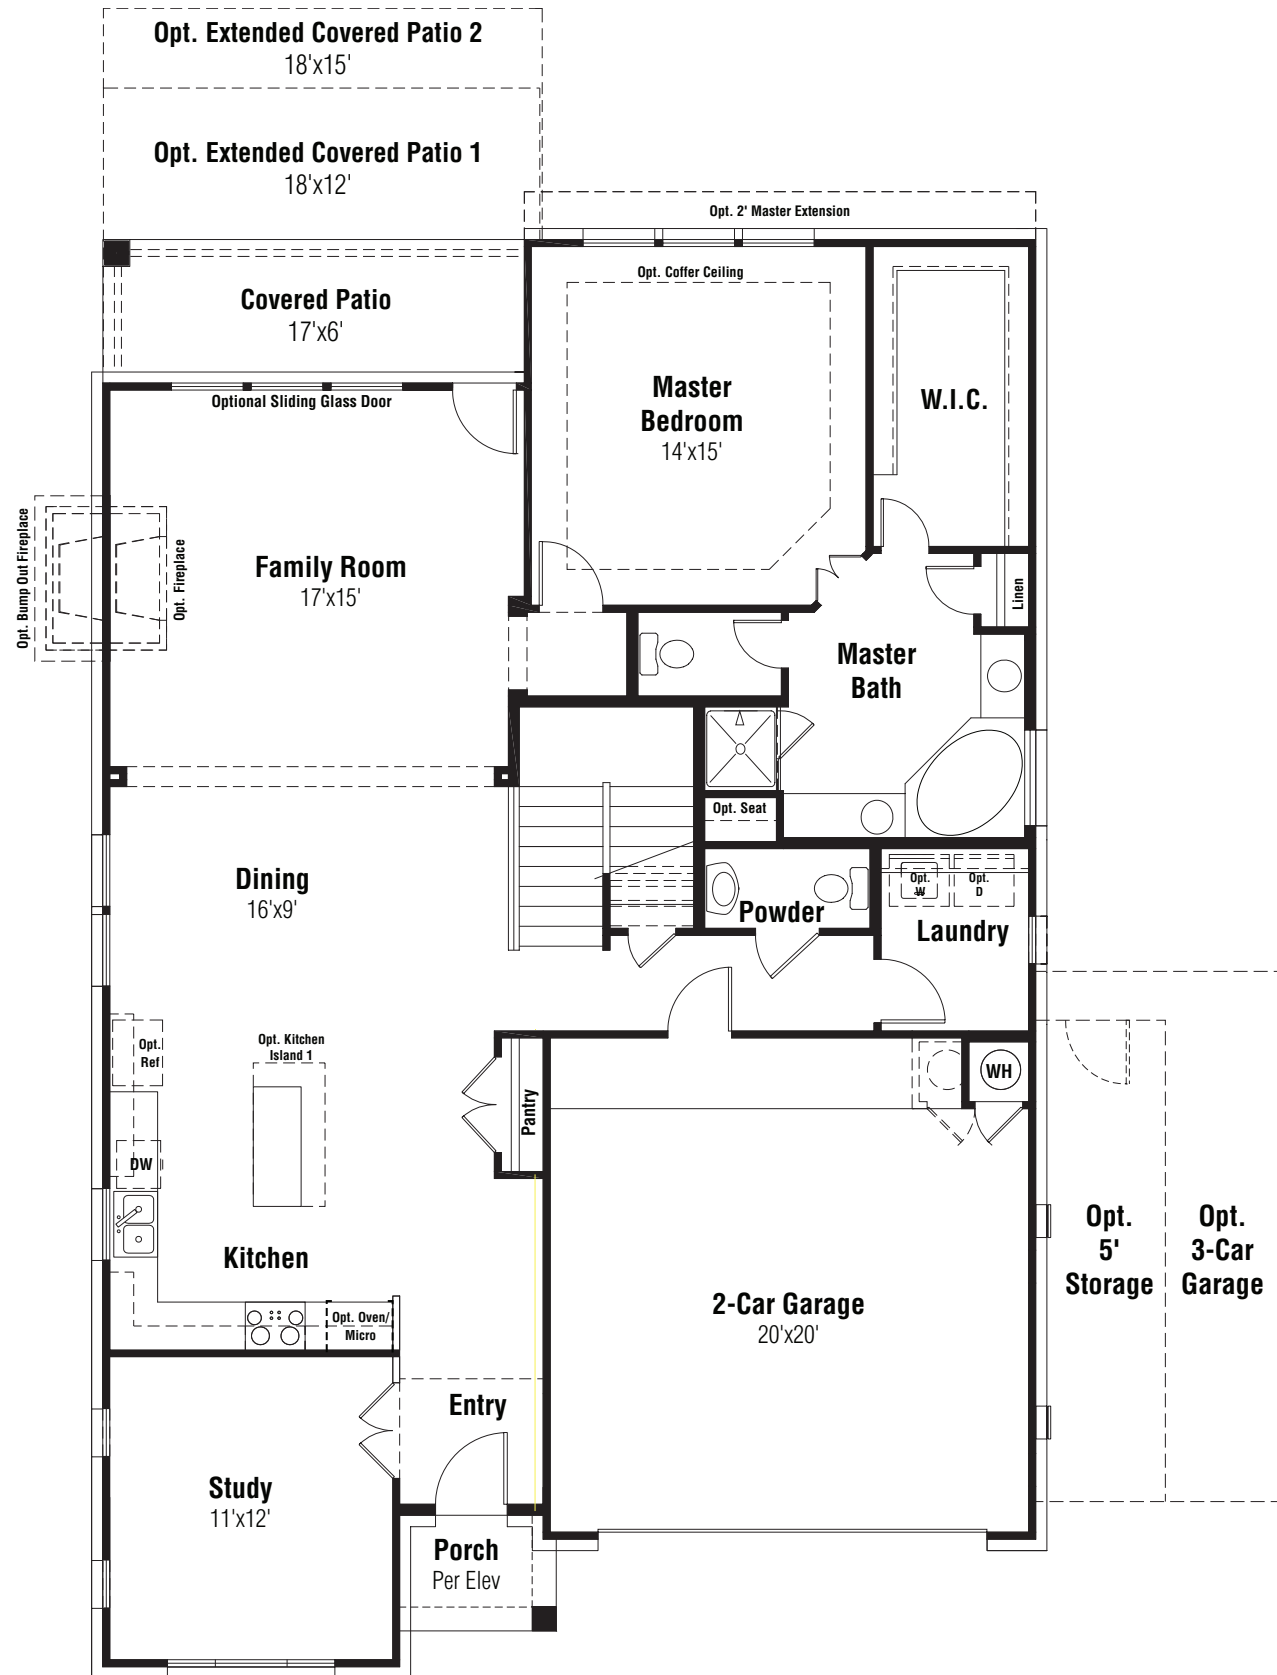 Opt. Extended Covered Patio 2
18'x15'
Opt. Extended Covered Patio 1
18'x12'
Opt. 2' Master Extension
Opt. Coffer Ceiling
Covered Patio
17'x6'
Master
Bedroom
14'x15'
W.I.C.
Optional Sliding Glass Door
Opt. Bump Out Fireplace
Opt. Fireplace
Family Room
17'x15'
Linen
Master
Bath
Opt. Seat
Dining
16'x9'
Powder
Opt.
W
Opt.
D
Laundry
Opt.
Ref
Opt. Kitchen
Island 1
Pantry
WH
DW
Kitchen
Opt. Oven/
Micro
2-Car Garage
20'x20'
Opt.
5'
Storage
Opt.
3-Car
Garage
Entry
Study
11'x12'
Porch
Per Elev